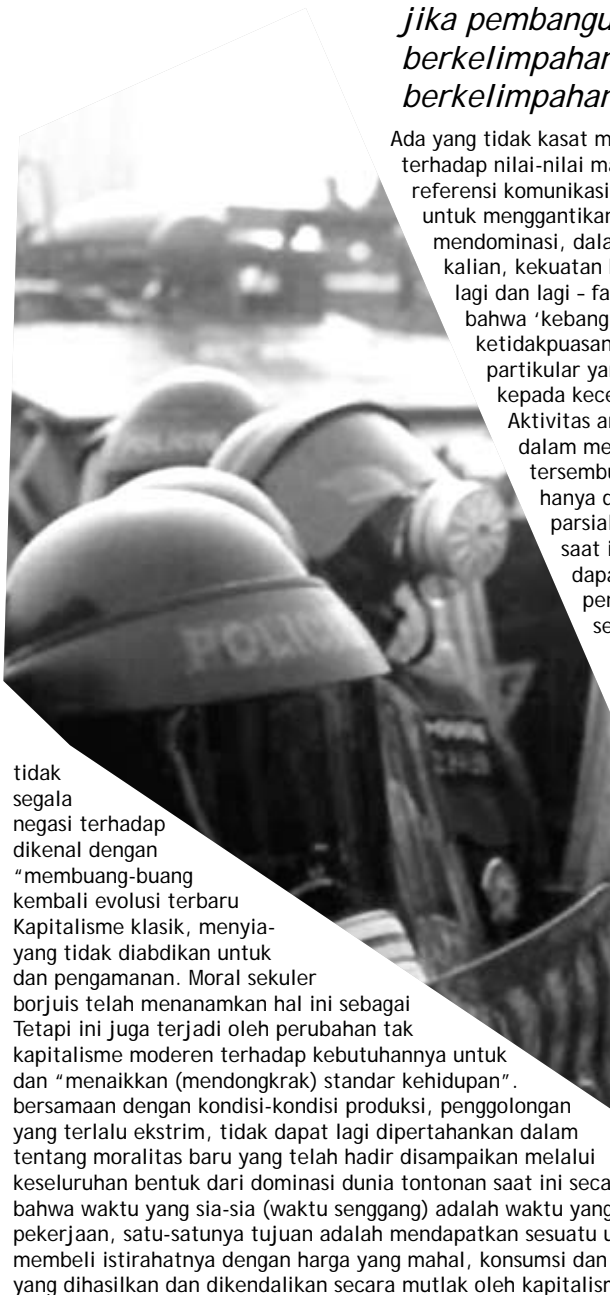 jika pembangu
berkelimpahan
berkelimpahan
Ada yang tidak kasat m
terhadap nilai-nilai ma
referensi komunikasi
untuk menggantikan
mendominasi, dala
kalian, kekuatan
lagi dan lagi – fa
bahwa ‘kebang
ketidakpuasan
partikular ya
kepada kece
Aktivitas a
dalam me
tersembu
hanya d
parsial
saat i
dapa
per
se
POLIC
tidak
segala
negasi terhadap
dikenal dengan
“membuang-buang
kembali evolusi terbaru
Kapitalisme klasik, menyia-
yang tidak diabdikan untuk
dan pengamanan. Moral sekuler
borjuis telah menanamkan hal ini sebagai
Tetapi ini juga terjadi oleh perubahan tak
kapitalisme moderen terhadap kebutuhannya untuk
dan “menaikkan (mendongkrak) standar kehidupan”.
bersamaan dengan kondisi-kondisi produksi, penggolongan
yang terlalu ekstrim, tidak dapat lagi dipertahankan dalam
tentang moralitas baru yang telah hadir disampaikan melalui
keseluruhan bentuk dari dominasi dunia tontonan saat ini seca
bahwa waktu yang sia-sia (waktu senggang) adalah waktu yang
pekerjaan, satu-satunya tujuan adalah mendapatkan sesuatu u
membeli istirahatnya dengan harga yang mahal, konsumsi dan
yang dihasilkan dan dikendalikan secara mutlak oleh kapitalism